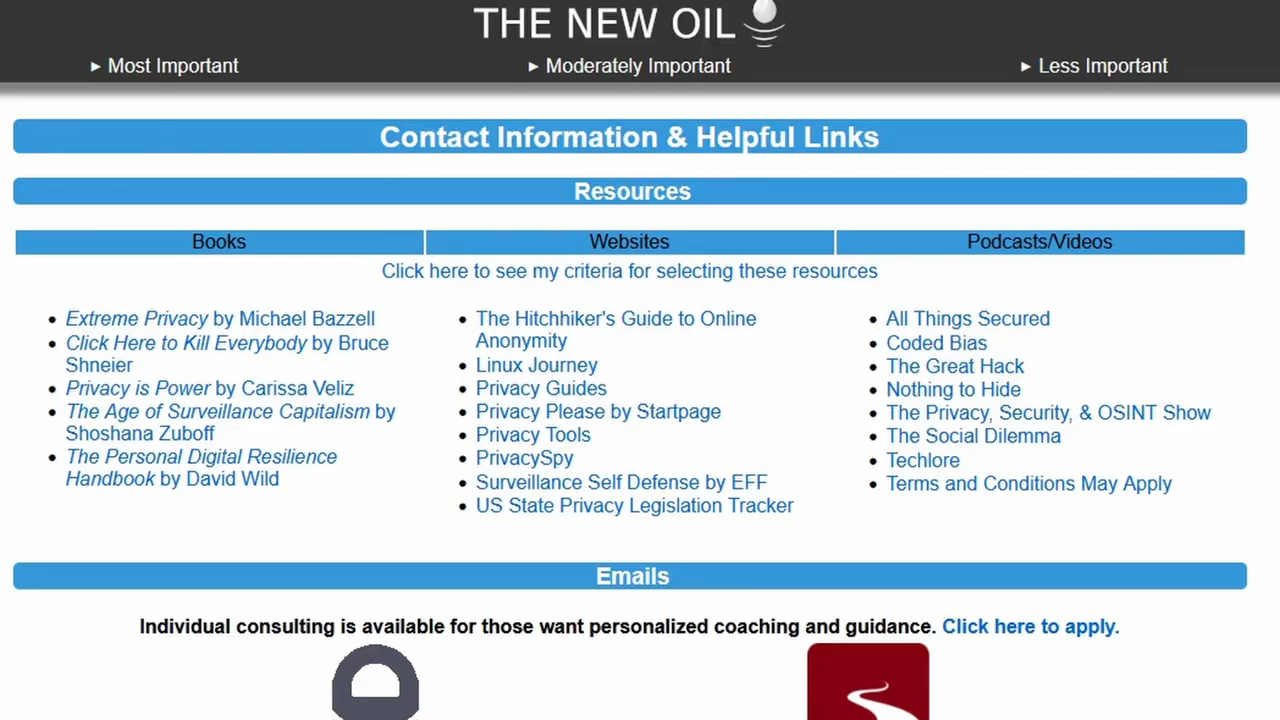 THE NEW OIL
► Most Important
► Moderately Important
► Less Important
Contact Information & Helpful Links
Resources
Books
Websites
Podcasts/Videos
Click here to see my criteria for selecting these resources
• Extreme Privacy by Michael Bazzell
• Click Here to Kill Everybody by Bruce
Shneier
• Privacy is Power by Carissa Veliz
• The Age of Surveillance Capitalism by
Shoshana Zuboff
• The Personal Digital Resilience
Handbook by David Wild
• The Hitchhiker's Guide to Online
Anonymity
• Linux Journey
• Privacy Guides
• Privacy Please by Startpage
• Privacy Tools
• PrivacySpy
• Surveillance Self Defense by EFF
• US State Privacy Legislation Tracker
• All Things Secured
• Coded Bias
• The Great Hack
• Nothing to Hide
• The Privacy, Security, & OSINT Show
• The Social Dilemma
• Techlore
• Terms and Conditions May Apply
Emails
Individual consulting is available for those want personalized coaching and guidance. Click here to apply.